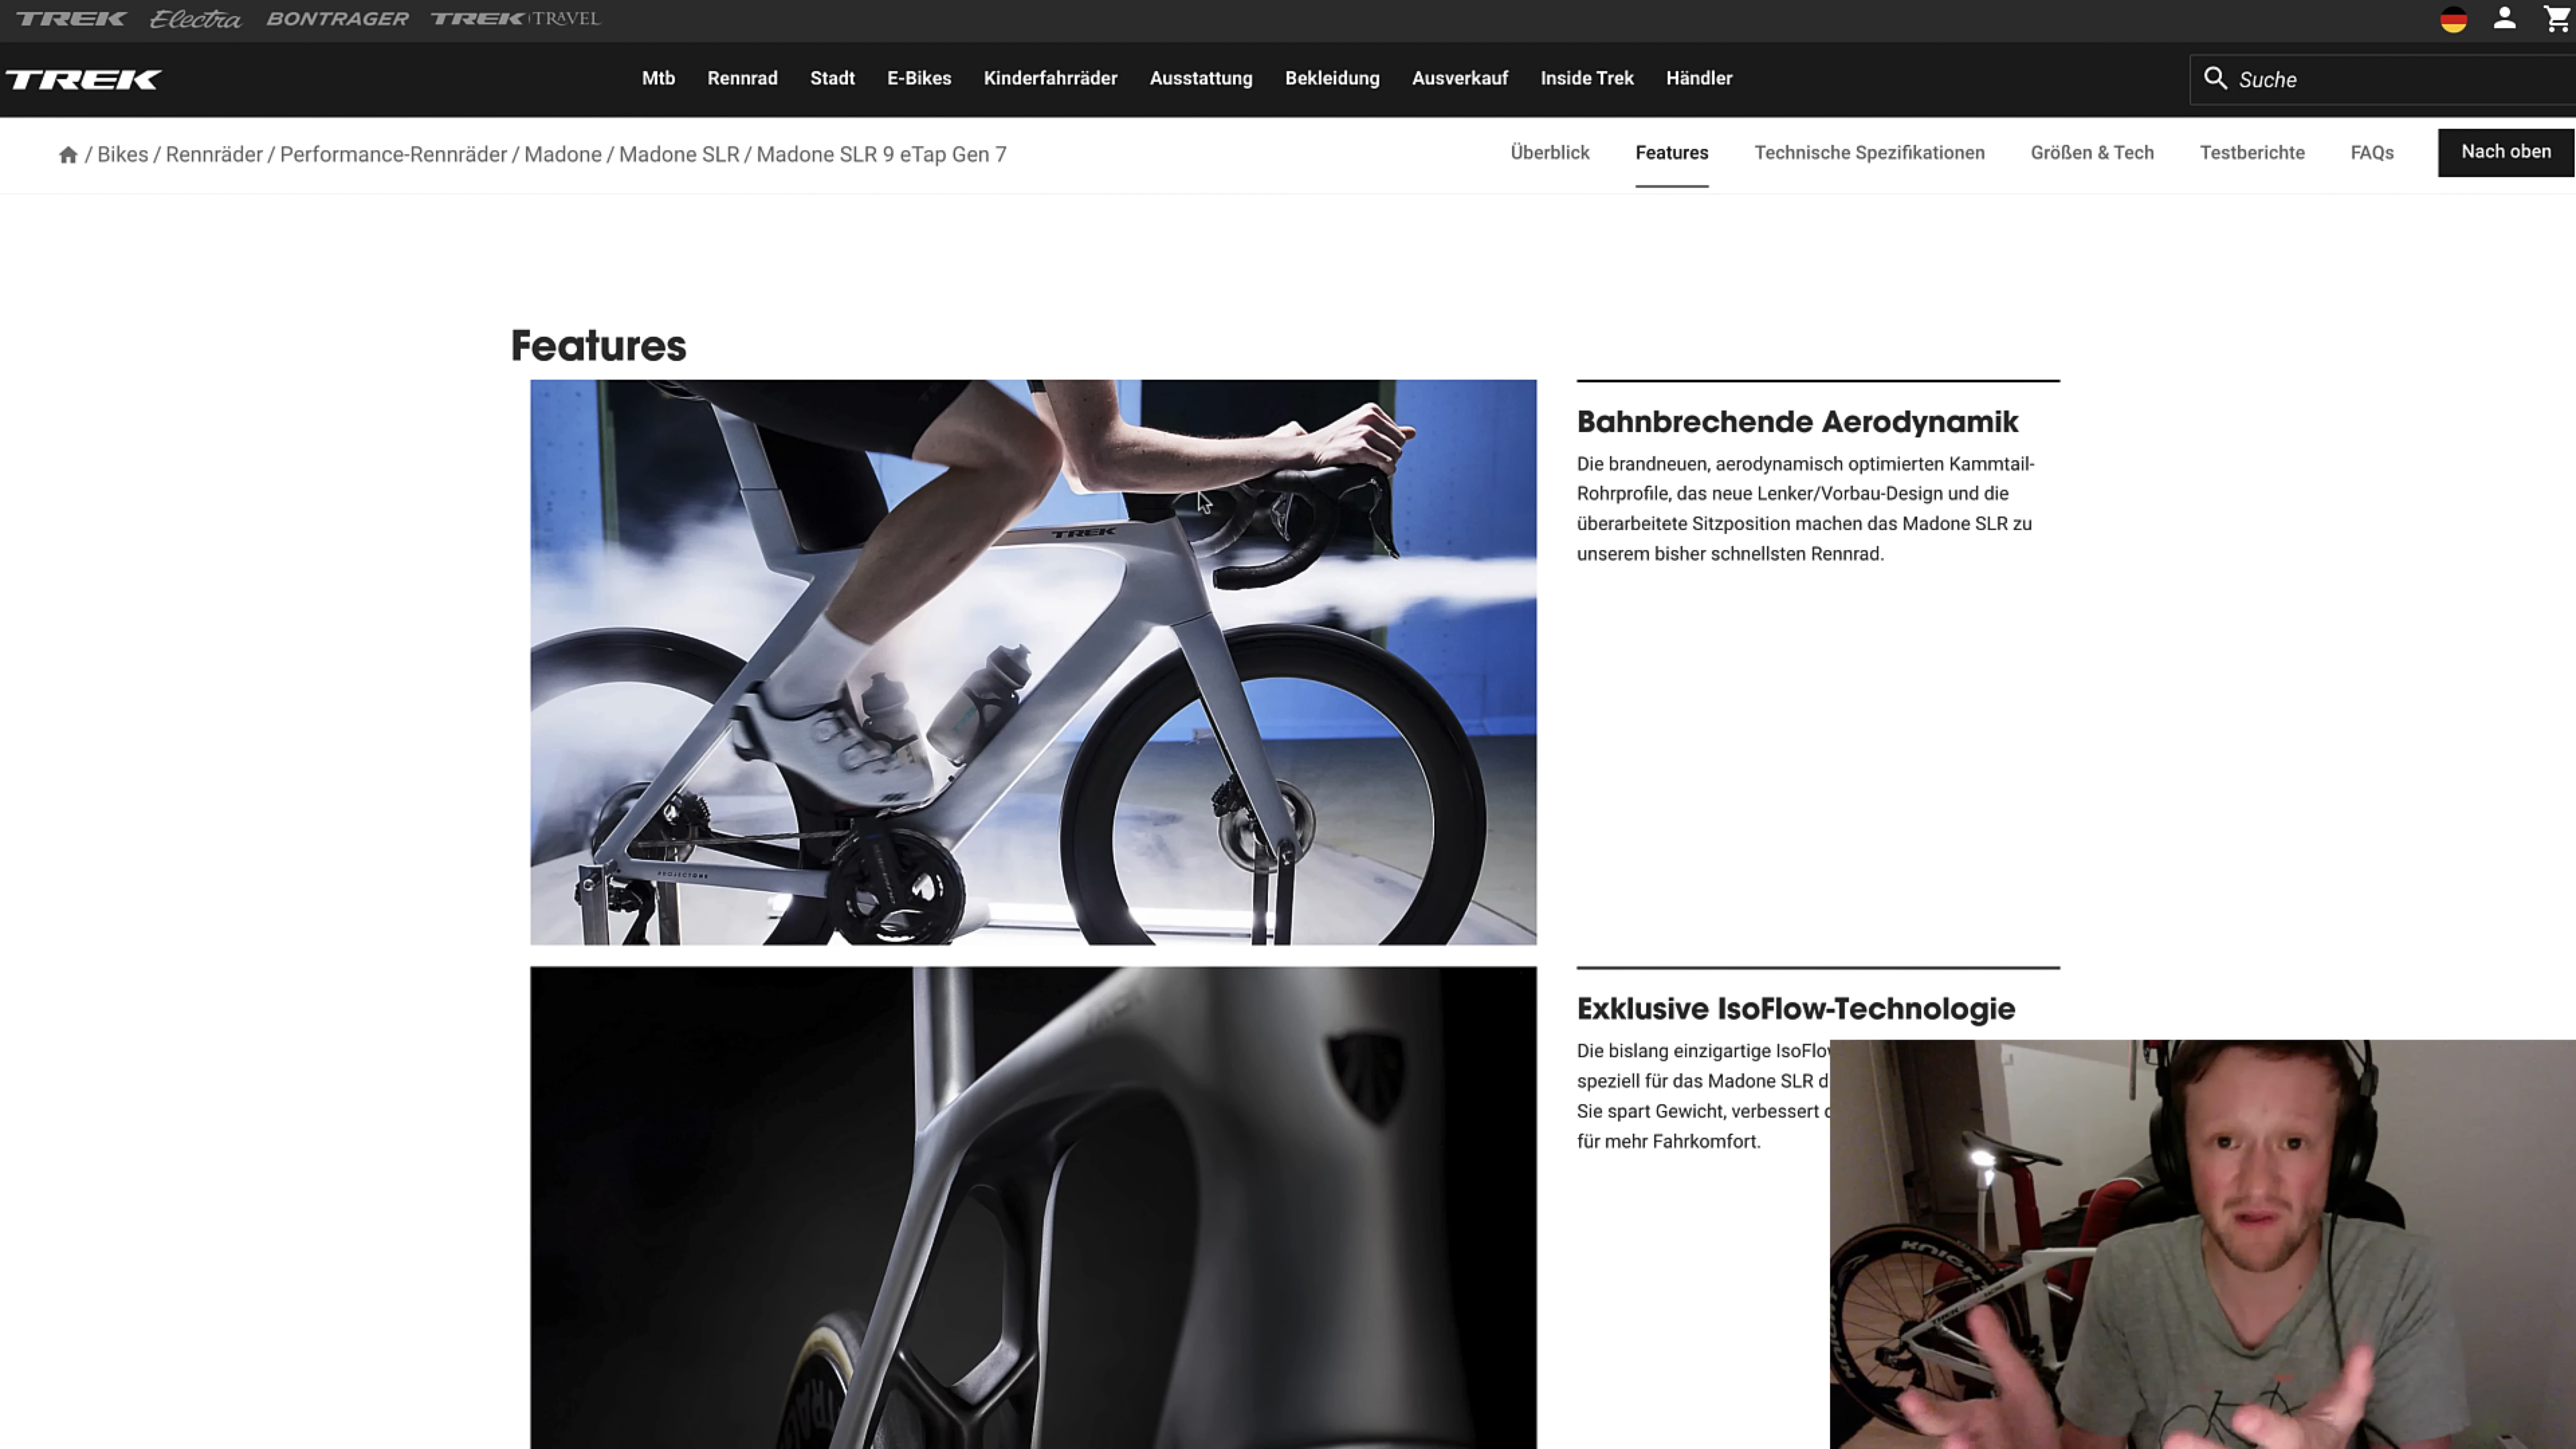 TREK Electra BONTRAGER TREK TRAVEL
TREK
Mtb Rennrad Stadt E-Bikes Kinderfahrräder Ausstattung Bekleidung Ausverkauf Inside Trek Händler
Suche
/ Bikes / Rennräder / Performance-Rennräder / Madone / Madone SLR / Madone SLR 9 eTap Gen 7
Überblick Features Technische Spezifikationen Größen & Tech Testberichte FAQs Nach oben
Features
TREK
PROJECT ONE
Bahnbrechende Aerodynamik
Die brandneuen, aerodynamisch optimierten Kammtail-
Rohrprofile, das neue Lenker/Vorbau-Design und die
überarbeitete Sitzposition machen das Madone SLR zu
unserem bisher schnellsten Rennrad.
Exklusive IsoFlow-Technologie
Die bislang einzigartige IsoFlo
speziell für das Madone SLR d
Sie spart Gewicht, verbessert
für mehr Fahrkomfort.
KNIGH